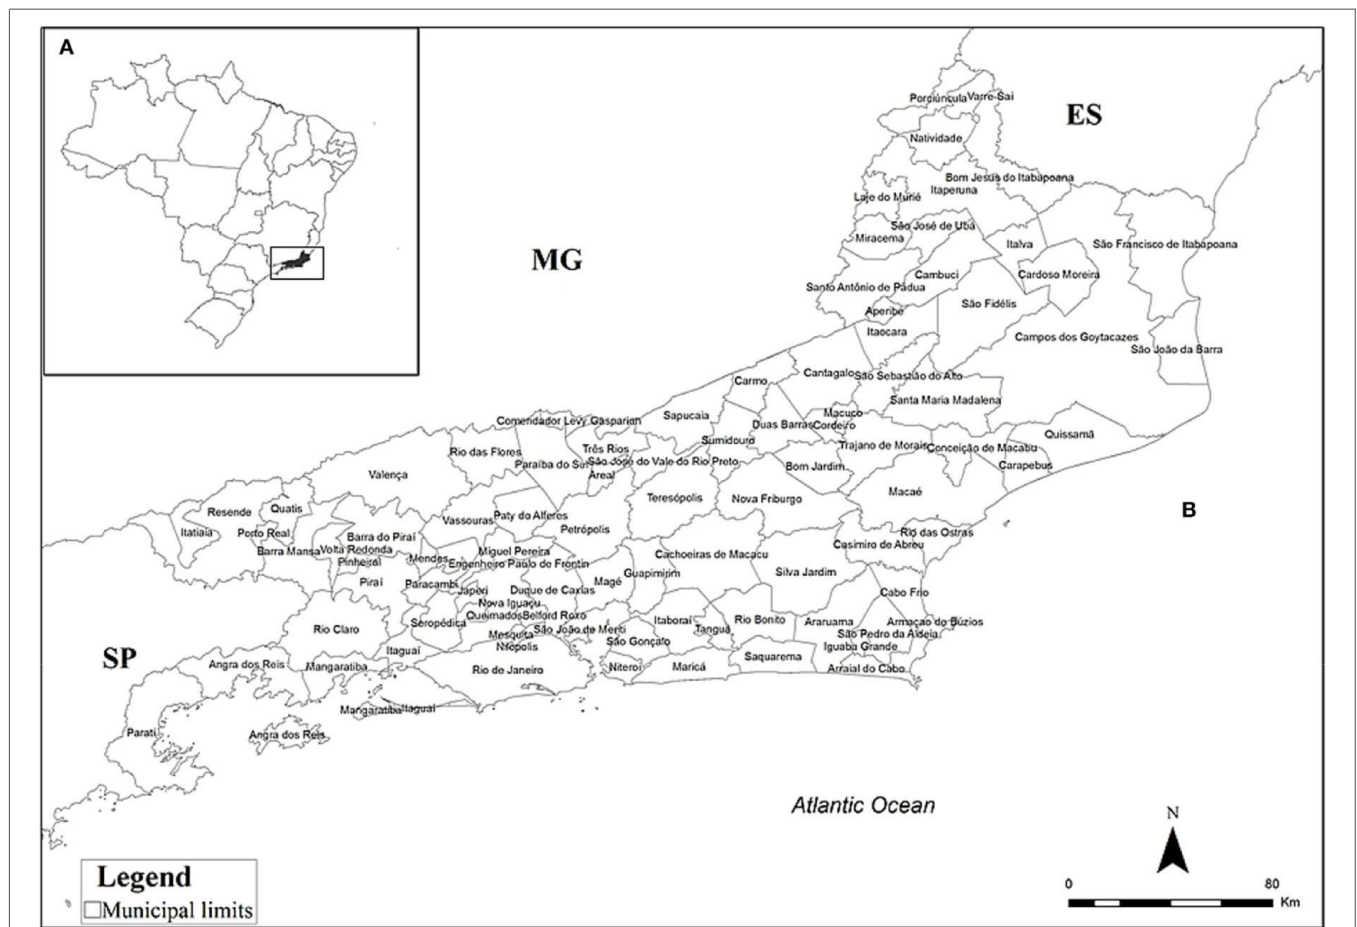 A
ES
Porciúncula
Varre-Sai
Natividade
Bom Jesus do Itabapoana
Itaperuna
Laje do Murié
São José de Ubá
Miracema
Italva
São Francisco de Itabapoana
MG
Cambuci
Cardoso Moreira
Santo Antônio de Pádua
São Fidélis
Aperibé
Itaocara
Campos dos Goytacazes
São João da Barra
Cantagalo
São Sebastião do Alto
Carmo
Santa Maria Madalena
Macuco
Sapucaia
Comendador Levy Gasparian
Duas Barras
Cordeiro
Quissamã
Sumidouro
Trajano de Morais
Conceição de Macabu
Três Rios
Rio das Flores
Paraíba do Sul
São José do Vale do Rio Preto
Bom Jardim
Carapebus
Areal
Valença
Macaé
Teresópolis
Nova Friburgo
Resende
Quatis
B
Vassouras
Paty do Alferes
Petrópolis
Itatiaia
Porto Real
Barra do Piraí
Rio das Ostras
Casimiro de Abreu
Barra Mansa
Volta Redonda
Miguel Pereira
Cachoeiras de Macacu
Mendes
Pinheiral
Engenheiro Paulo de Frontin
Guapimirim
Silva Jardim
Piraí
Paracambi
Japeri
Duque de Caxias
Magé
Cabo Frio
Nova Iguaçu
Queimados
Belford Roxo
Seropédica
Itaboraí
Rio Bonito
Araruama
Armação do Búzios
Rio Claro
Tanguá
São João de Meriti
Mesquita
São Pedro da Aldeia
São Gonçalo
Nilópolis
Iguaba Grande
Itaguaí
Saquarema
SP
Angra dos Reis
Mangaratiba
Rio de Janeiro
Niterói
Maricá
Arraial do Cabo
Mangaratiba
Itaguaí
Parati
Angra dos Reis
Atlantic Ocean
N
Legend
Municipal limits
0 80
Km